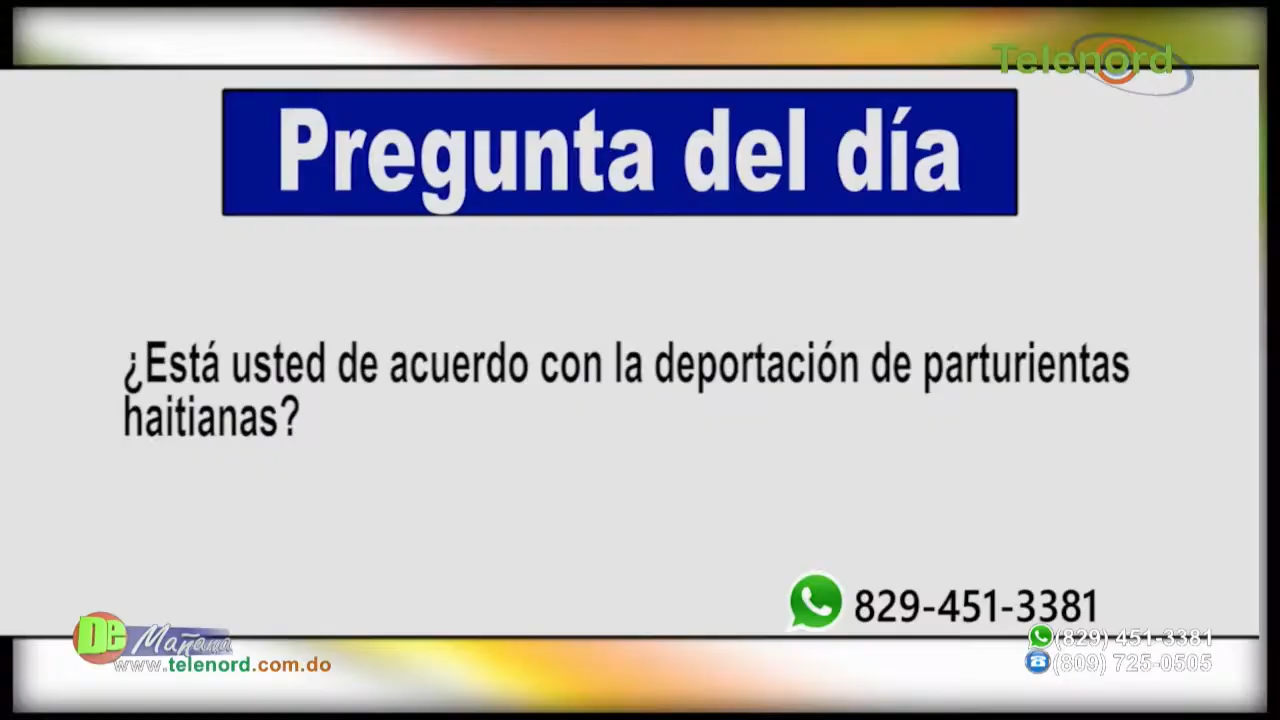 Telenord
Pregunta del día
¿Está usted de acuerdo con la deportación de parturientas
haitianas?
829-451-3381
De Mañana
www.telenord.com.do
(829) 451-3381
(809) 725-0505